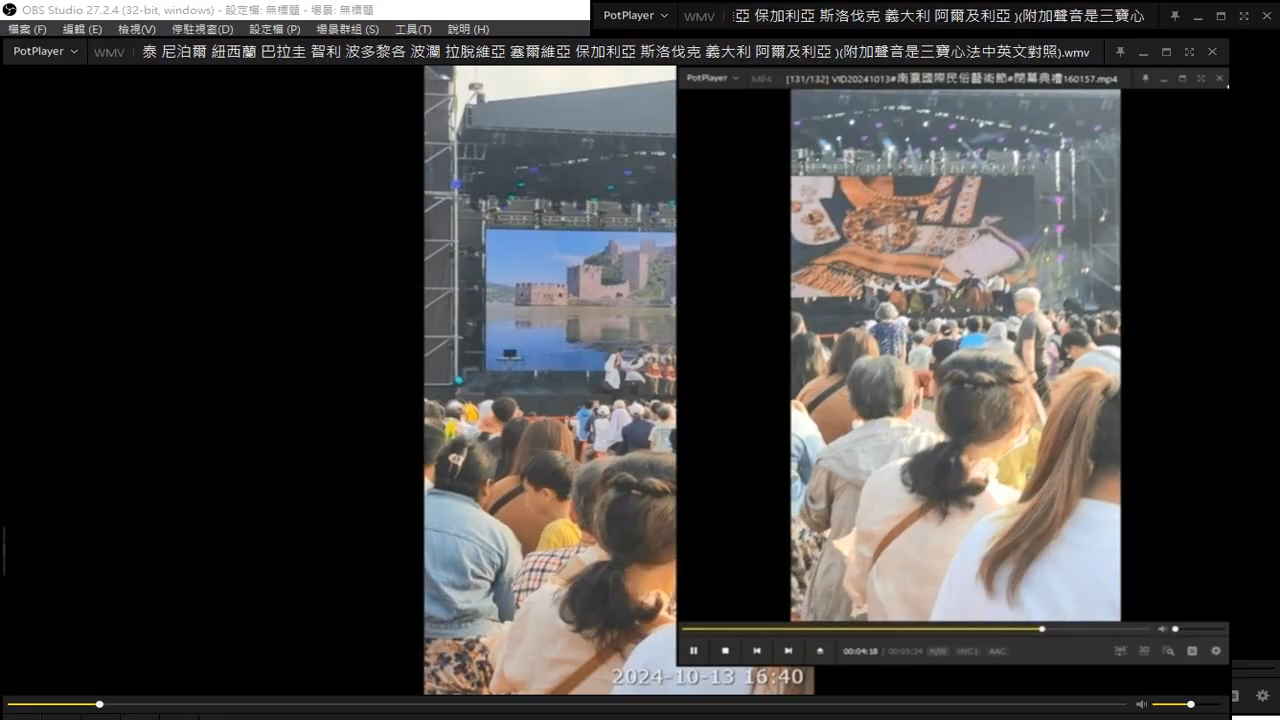 OBS Studio 27.2.4 (32-bit, windows) - 設定檔: 無標題 - 場景: 無標題
檔案 (F) 編輯 (E) 檢視(V) 停駐視窗(D) 設定檔 (P) 場景群組 (S) 工具(T) 說明 (H)
PotPlayer WMV 亞 保加利亞 斯洛伐克 義大利 阿爾及利亞 )(附加聲音是三寶心
PotPlayer WMV 泰 尼泊爾 紐西蘭 巴拉圭 智利 波多黎各 波瀾 拉脫維亞 塞爾維亞 保加利亞 斯洛伐克 義大利 阿爾及利亞 )(附加聲音是三寶心法中英文對照).wmv
PotPlayer MP4 [131/132] VID20241013#南瀛國際民俗藝術節#閉幕典禮160157.mp4
00:04:18 / 00:05:34 H/W HVC1 AAC
2024-10-13 16:40